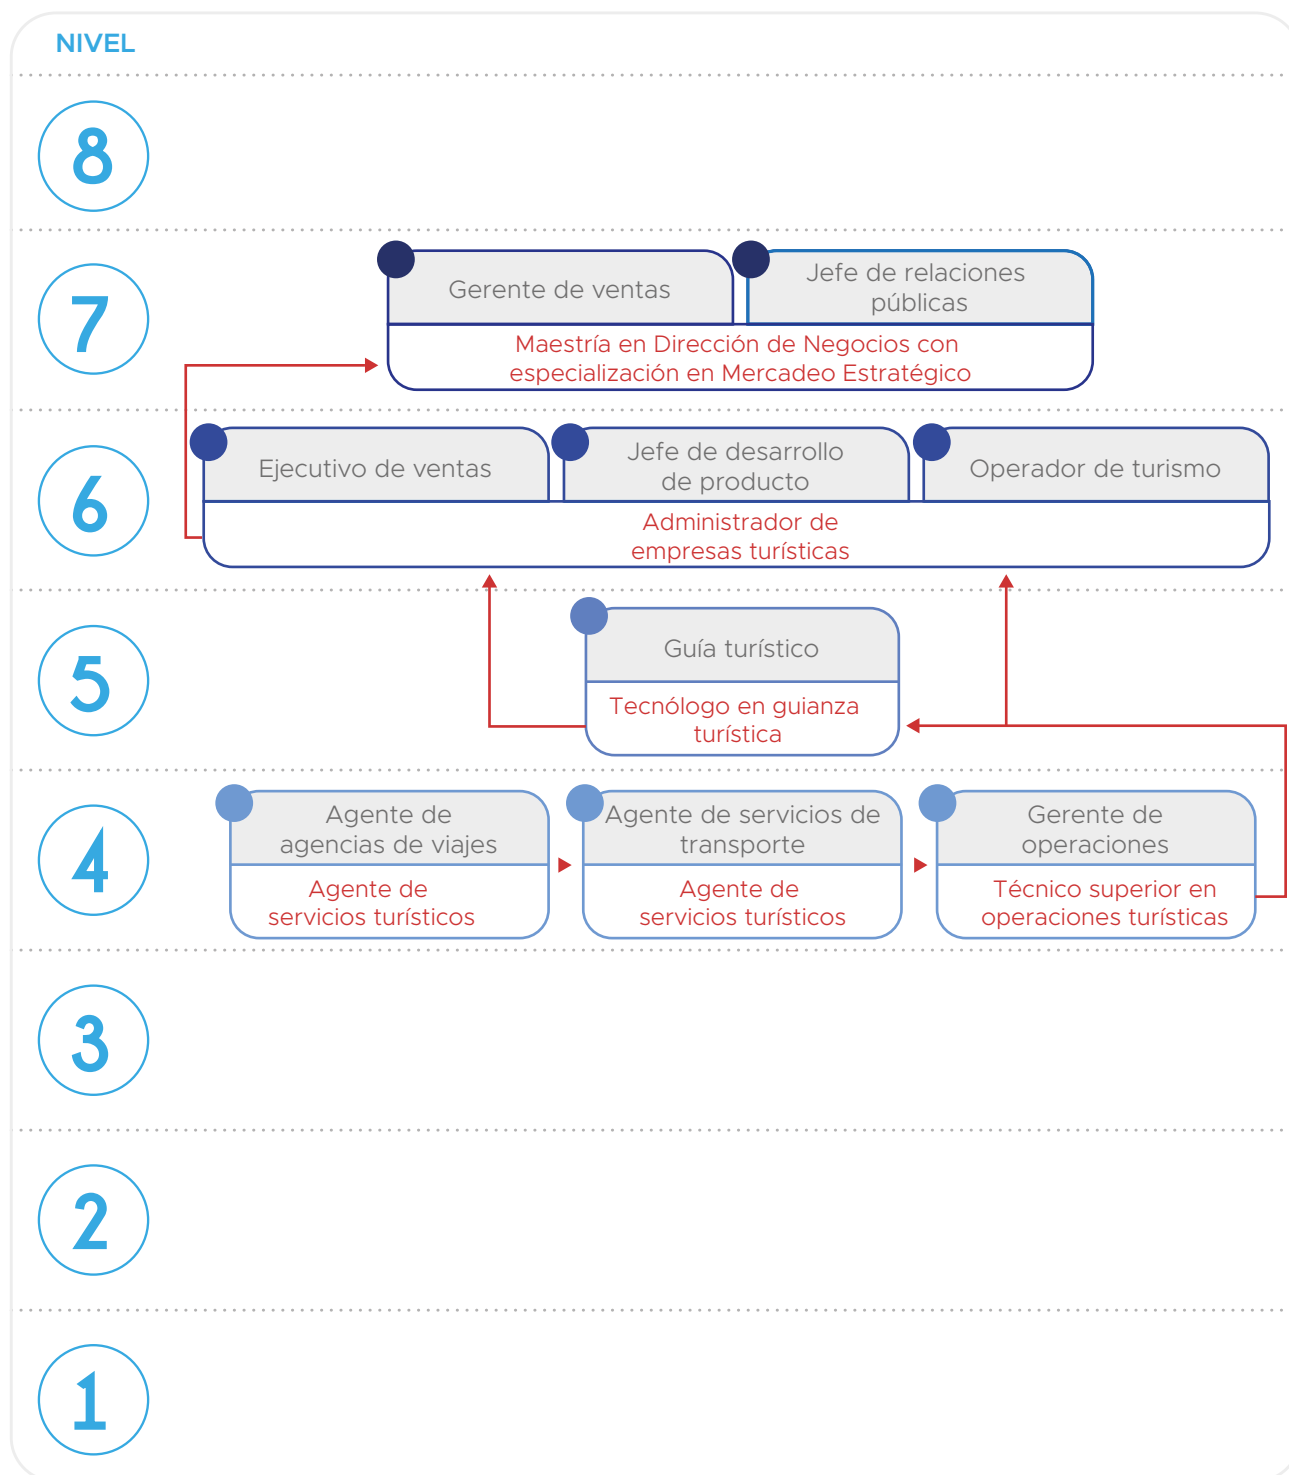 NIVEL
8
7
Gerente de ventas
Jefe de relaciones
públicas
Maestría en Dirección de Negocios con
especialización en Mercadeo Estratégico
6
Ejecutivo de ventas
Jefe de desarrollo
de producto
Operador de turismo
Administrador de
empresas turísticas
5
Guía turístico
Tecnólogo en guianza
turística
4
Agente de
agencias de viajes
Agente de
servicios turísticos
Agente de servicios de
transporte
Agente de
servicios turísticos
Gerente de
operaciones
Técnico superior en
operaciones turísticas
3
2
1